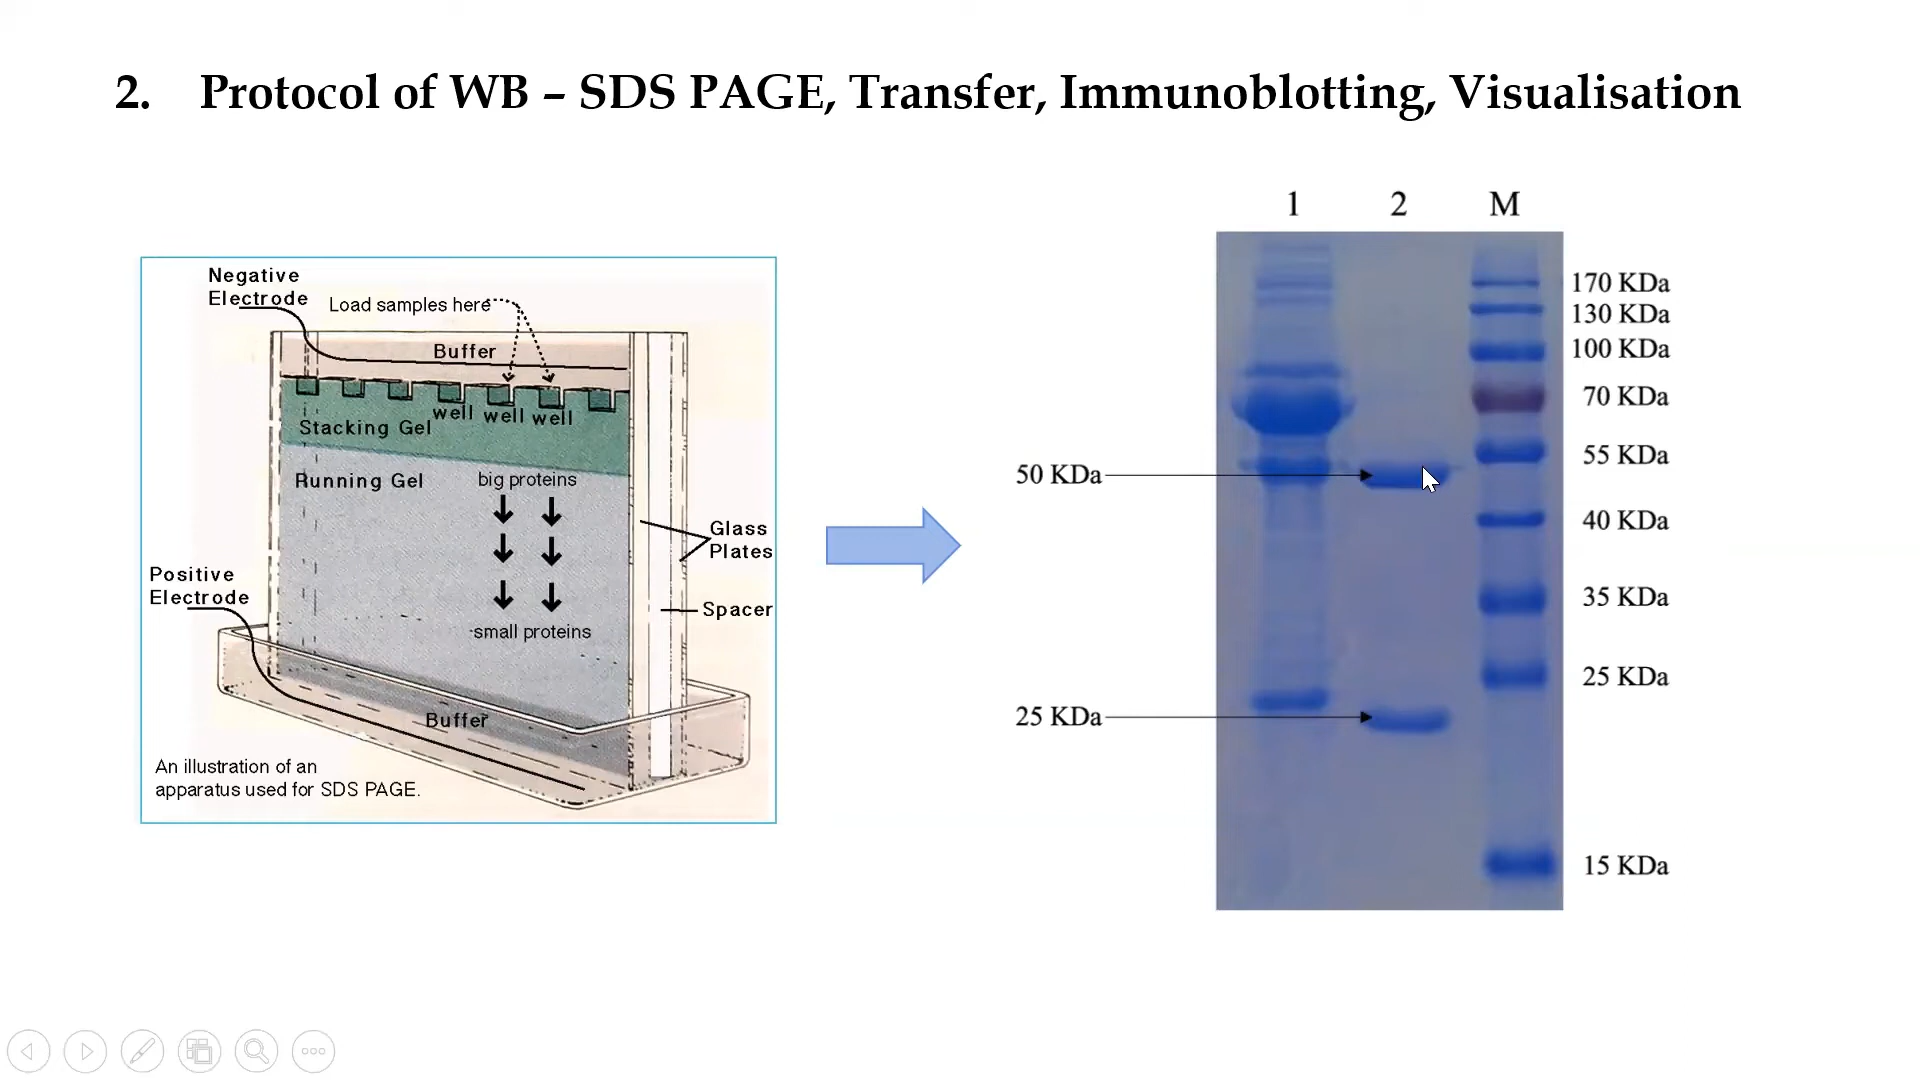 2. Protocol of WB – SDS PAGE, Transfer, Immunoblotting, Visualisation
Negative
Electrode
Load samples here
Buffer
well well well
Stacking Gel
Running Gel
big proteins
Glass
Plates
Positive
Electrode
Spacer
small proteins
Buffer
An illustration of an
apparatus used for SDS PAGE.
1 2 M
170 KDa
130 KDa
100 KDa
70 KDa
55 KDa
50 KDa
40 KDa
35 KDa
25 KDa
25 KDa
15 KDa